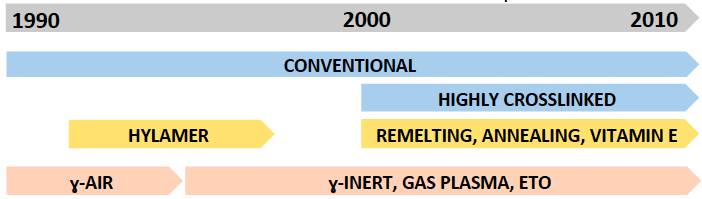 1990 2000 2010
CONVENTIONAL
HIGHLY CROSSLINKED
HYLAMER REMELTING, ANNEALING, VITAMIN E
ɣ-AIR ɣ-INERT, GAS PLASMA, ETO